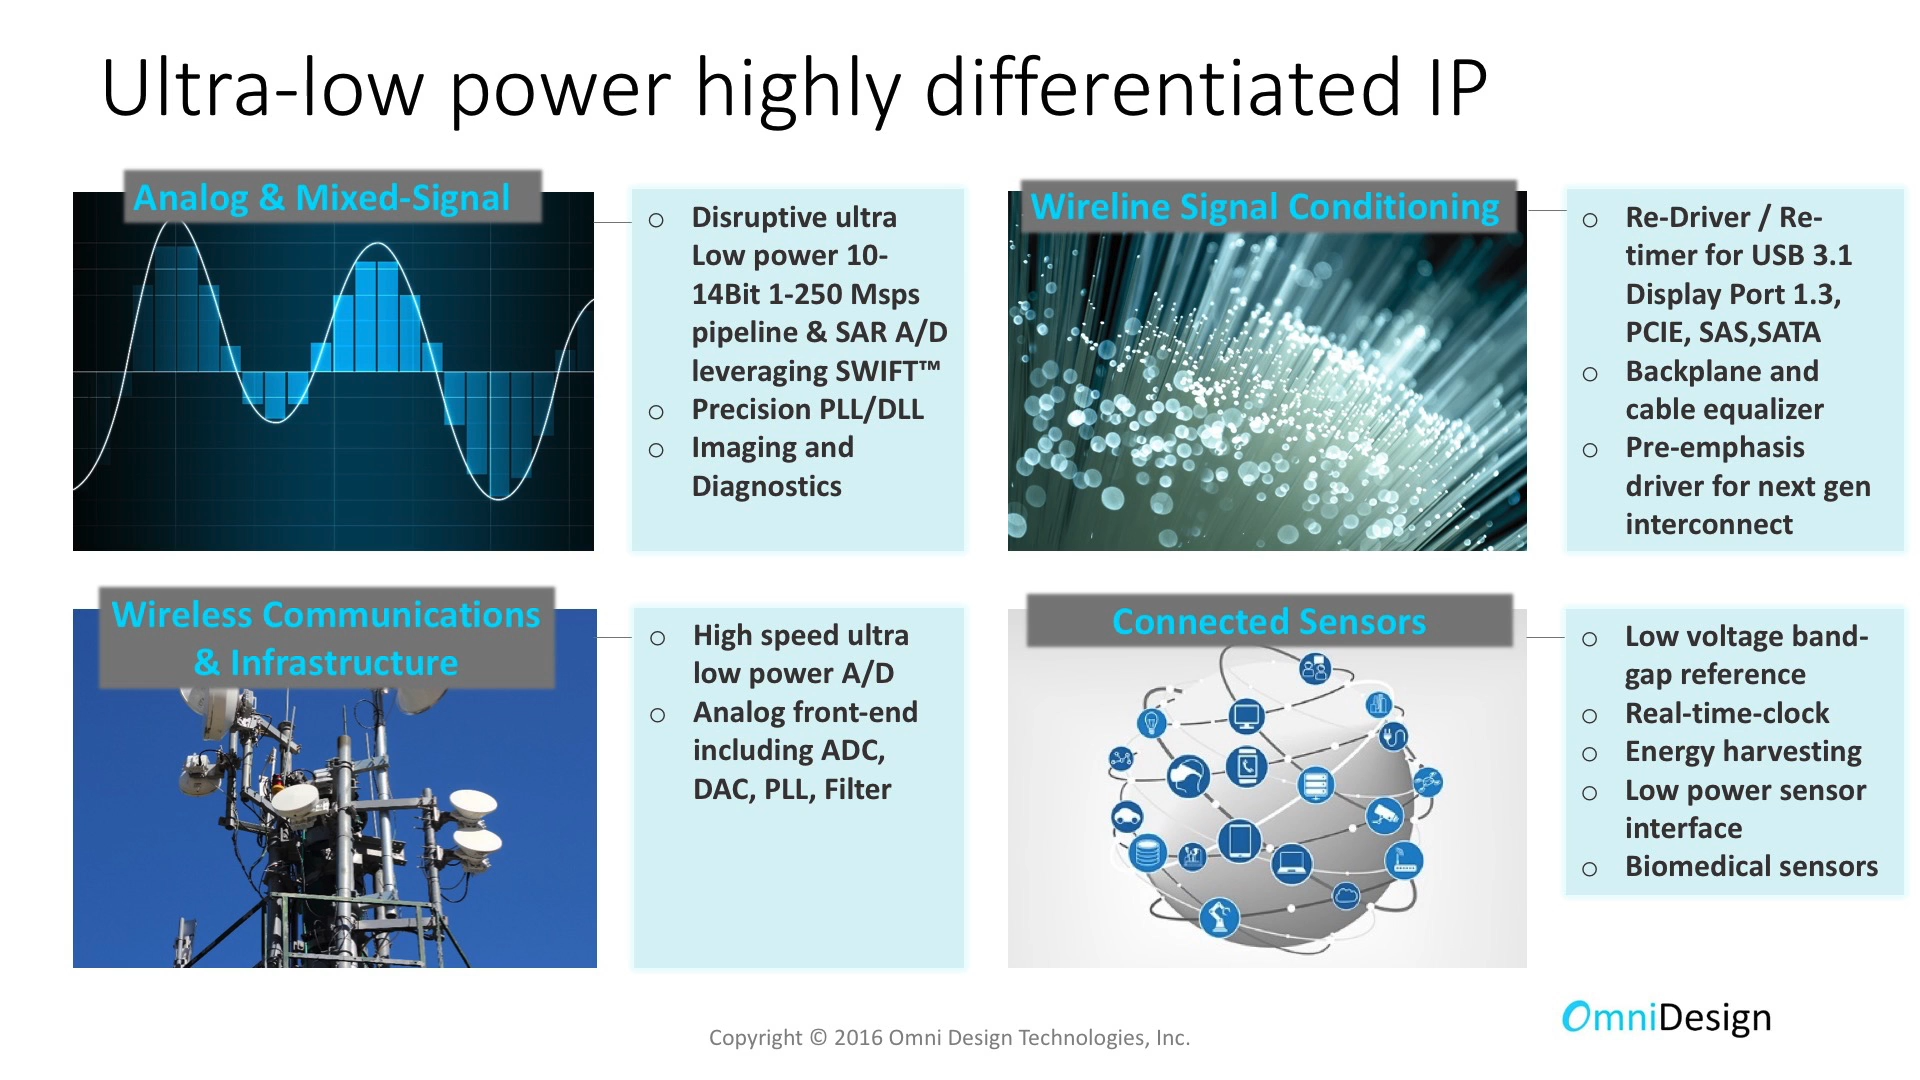 Ultra-low power highly differentiated IP
Analog & Mixed-Signal
o Disruptive ultra
Low power 10-
14Bit 1-250 Msps
pipeline & SAR A/D
leveraging SWIFT™
o Precision PLL/DLL
o Imaging and
Diagnostics
Wireline Signal Conditioning
o Re-Driver / Re-
timer for USB 3.1
Display Port 1.3,
PCIE, SAS,SATA
o Backplane and
cable equalizer
o Pre-emphasis
driver for next gen
interconnect
Wireless Communications
& Infrastructure
o High speed ultra
low power A/D
o Analog front-end
including ADC,
DAC, PLL, Filter
Connected Sensors
o Low voltage band-
gap reference
o Real-time-clock
o Energy harvesting
o Low power sensor
interface
o Biomedical sensors
OmniDesign
Copyright © 2016 Omni Design Technologies, Inc.